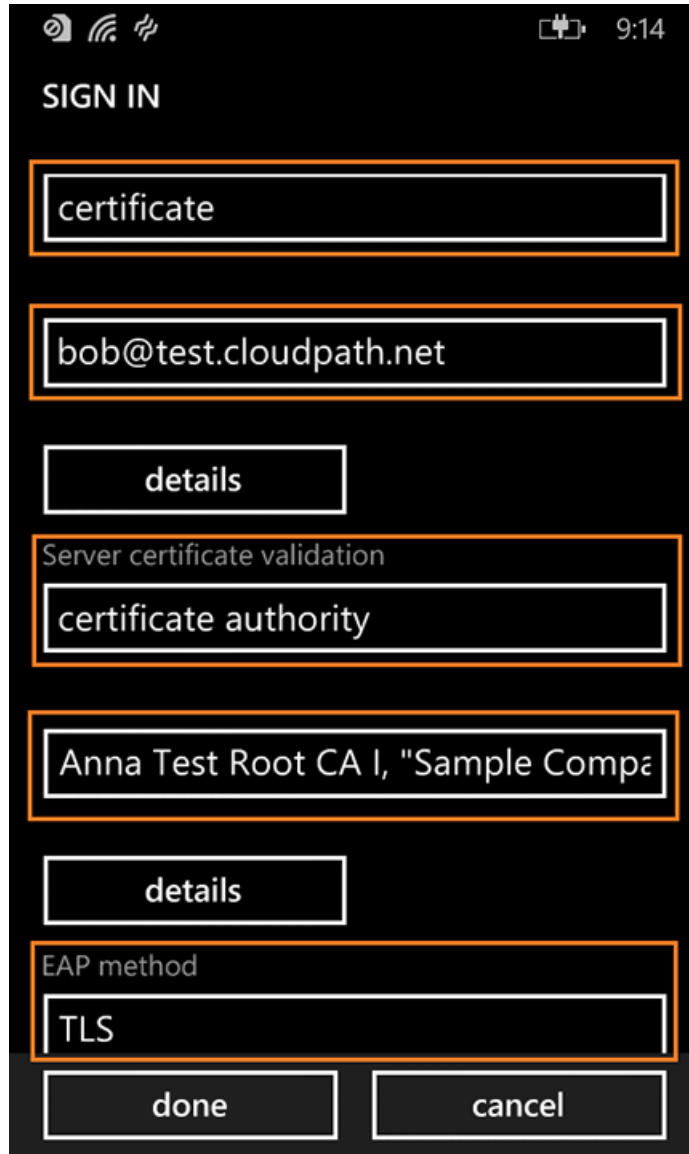 9:14
SIGN IN
certificate
bob@test.cloudpath.net
details
Server certificate validation
certificate authority
Anna Test Root CA I, "Sample Compa
details
EAP method
TLS
done cancel